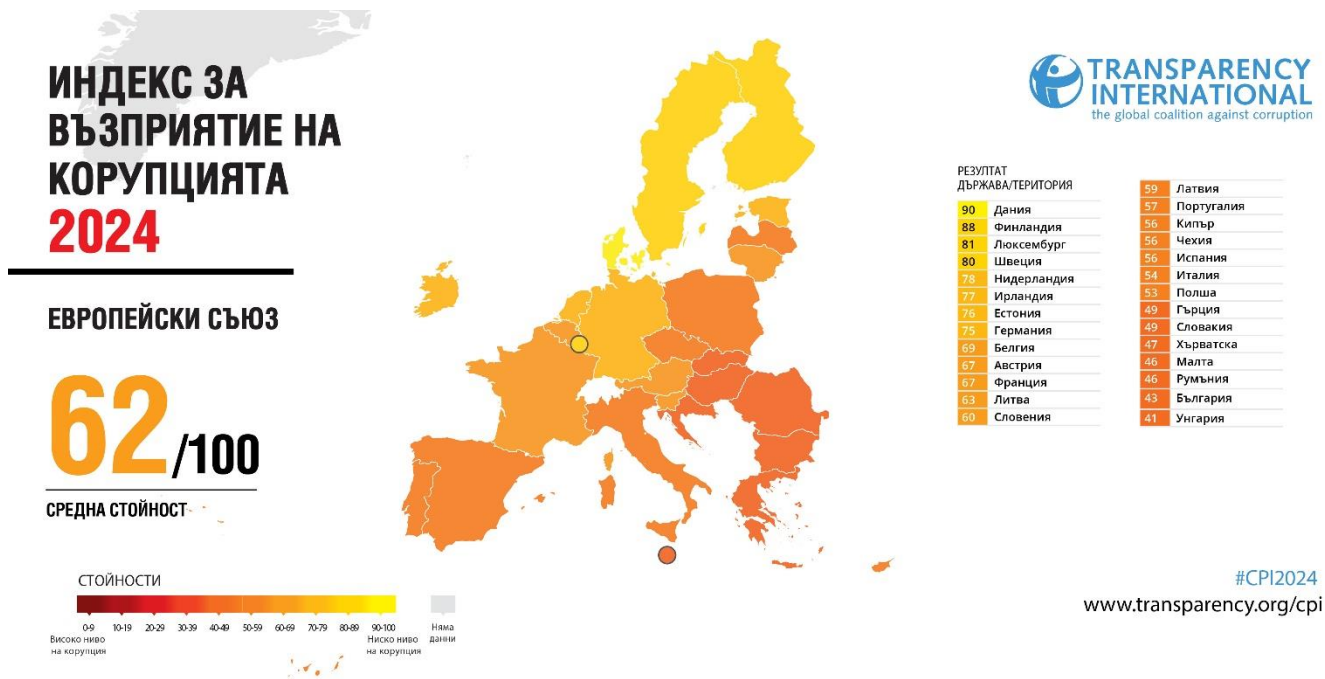 ИНДЕКС ЗА
ВЪЗПРИЯТИЕ НА
КОРУПЦИЯТА
2024
ЕВРОПЕЙСКИ СЪЮЗ
62/100
СРЕДНА СТОЙНОСТ
СТОЙНОСТИ
0-9 10-19 20-29 30-39 40-49 50-59 60-69 70-79 80-89 90-100
Високо ниво
на корупция
Ниско ниво
на корупция
Няма
данни
TRANSPARENCY
INTERNATIONAL
the global coalition against corruption
РЕЗУЛТАТ
ДЪРЖАВА/ТЕРИТОРИЯ
90 Дания
88 Финландия
81 Люксембург
80 Швеция
78 Нидерландия
77 Ирландия
76 Естония
75 Германия
69 Белгия
67 Австрия
67 Франция
63 Литва
60 Словения
59 Латвия
57 Португалия
56 Кипър
56 Чехия
56 Испания
54 Италия
53 Полша
49 Гърция
49 Словакия
47 Хърватска
46 Малта
46 Румъния
43 България
41 Унгария
#CPI2024
www.transparency.org/cpi